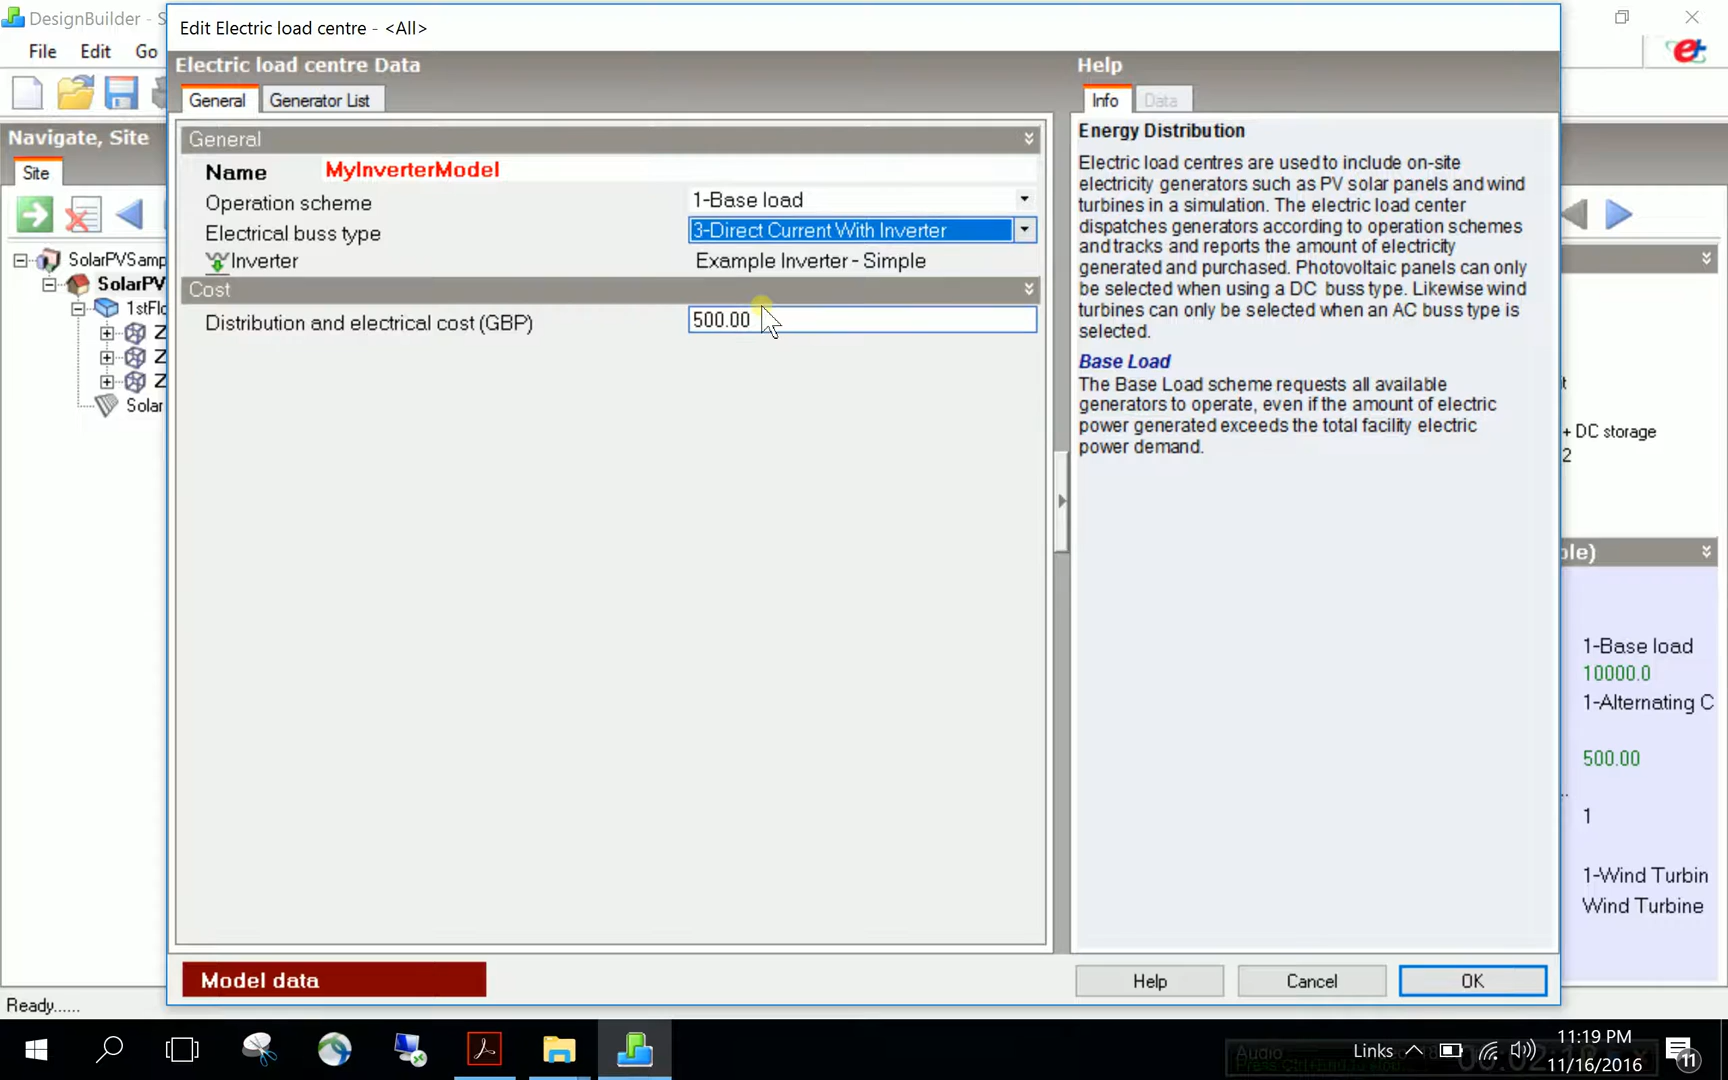 DesignBuilder - S
Edit Electric load centre - <All>
File Edit Go
Electric load centre Data
General Generator List
Help
Info Data
Navigate, Site
Site
SolarPVSamp
SolarPV
1stFlo
Z
Z
Z
Solar
General
Name MyInverterModel
Operation scheme 1-Base load
Electrical buss type 3-Direct Current With Inverter
Inverter Example Inverter - Simple
Cost
Distribution and electrical cost (GBP) 500.00
Energy Distribution
Electric load centres are used to include on-site
electricity generators such as PV solar panels and wind
turbines in a simulation. The electric load center
dispatches generators according to operation schemes
and tracks and reports the amount of electricity
generated and purchased. Photovoltaic panels can only
be selected when using a DC buss type. Likewise wind
turbines can only be selected when an AC buss type is
selected.
Base Load
The Base Load scheme requests all available
generators to operate, even if the amount of electric
power generated exceeds the total facility electric
power demand.
t
+ DC storage
2
ole)
1-Base load
10000.0
1-Alternating C
500.00
1
1-Wind Turbin
Wind Turbine
Model data
Help Cancel OK
Ready......
Audio
Links
11:19 PM
11/16/2016
11